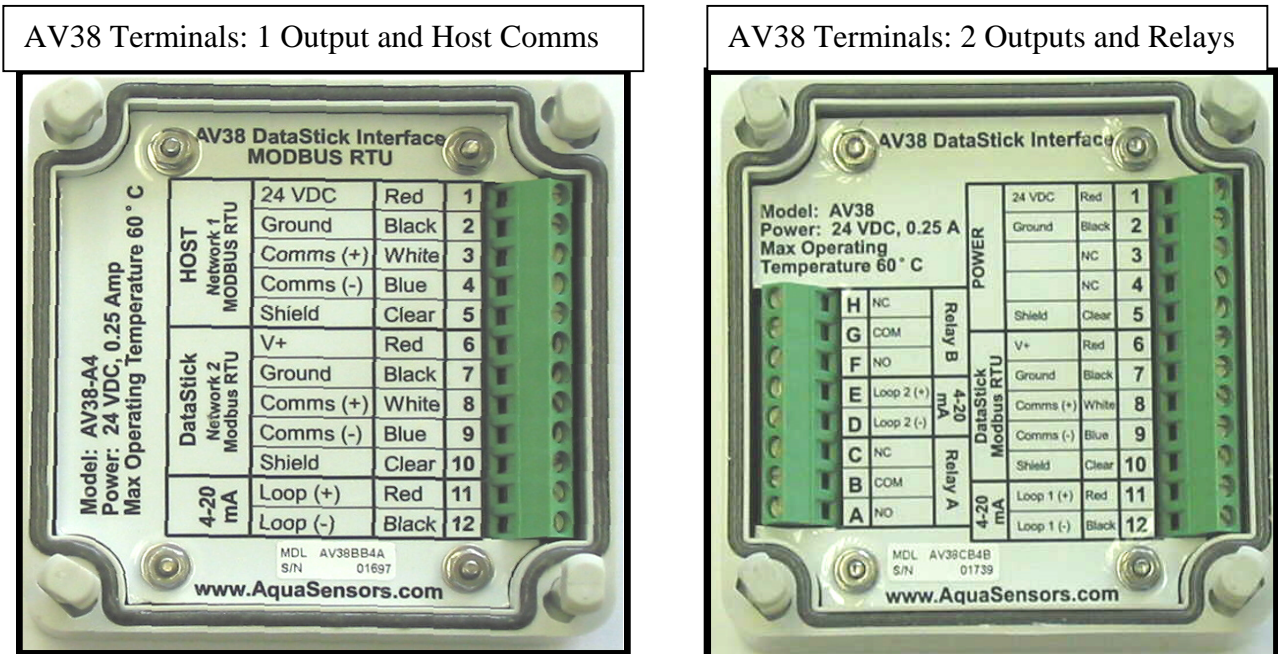 AV38 Terminals: 1 Output and Host Comms
AV38 DataStick Interface
MODBUS RTU
Model: AV38-A4
Power: 24 VDC, 0.25 Amp
Max Operating Temperature 60° C
HOST
Network 1
MODBUS RTU
24 VDC Red 1
Ground Black 2
Comms (+) White 3
Comms (-) Blue 4
Shield Clear 5
DataStick
Network 2
Modbus RTU
V+ Red 6
Ground Black 7
Comms (+) White 8
Comms (-) Blue 9
Shield Clear 10
4-20
mA
Loop (+) Red 11
Loop (-) Black 12
MDL AV38BB4A
S/N 01697
www.AquaSensors.com
AV38 Terminals: 2 Outputs and Relays
AV38 DataStick Interface
Model: AV38
Power: 24 VDC, 0.25 A
Max Operating
Temperature 60° C
H NC
G COM
F NO
Relay B
E Loop 2 (+)
D Loop 2 (-)
4-20
mA
C NC
B COM
A NO
Relay A
POWER
24 VDC Red 1
Ground Black 2
NC 3
NC 4
Shield Clear 5
DataStick
Modbus RTU
V+ Red 6
Ground Black 7
Comms (+) White 8
Comms (-) Blue 9
Shield Clear 10
4-20
mA
Loop 1 (+) Red 11
Loop 1 (-) Black 12
MDL AV38CB4B
S/N 01739
www.AquaSensors.com